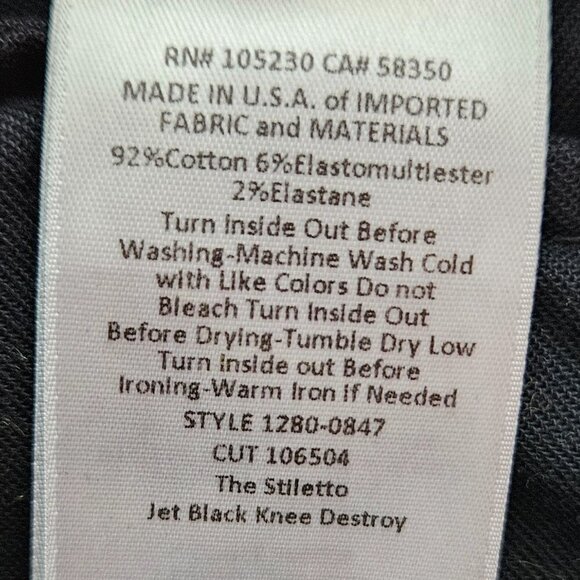 RN# 105230 CA# 58350
MADE IN U.S.A. of IMPORTED
FABRIC and MATERIALS
92%Cotton 6%Elastomultiester
2%Elastane
Turn Inside Out Before
Washing-Machine Wash Cold
with Like Colors Do not
Bleach Turn Inside Out
Before Drying-Tumble Dry Low
Turn Inside out Before
Ironing-Warm Iron If Needed
STYLE 1280-0847
CUT 106504
The Stiletto
Jet Black Knee Destroy